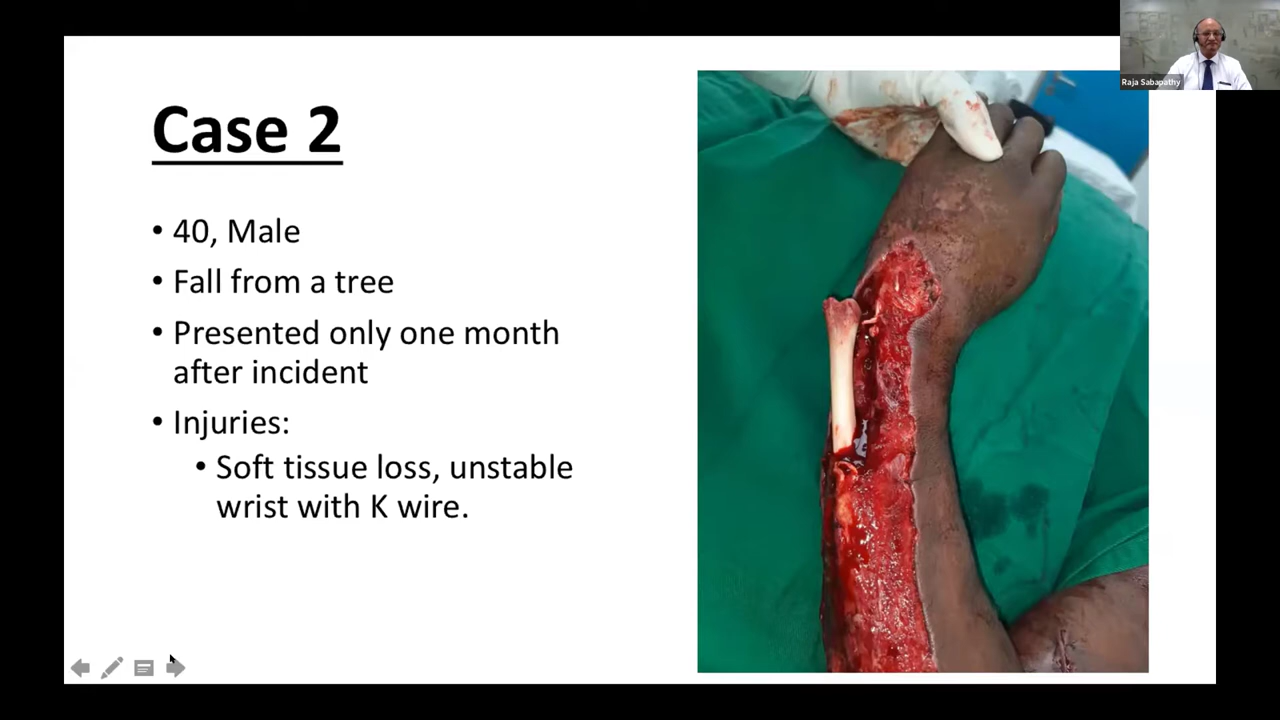 Raja Sabapathy
Case 2
• 40, Male
• Fall from a tree
• Presented only one month
after incident
• Injuries:
• Soft tissue loss, unstable
wrist with K wire.